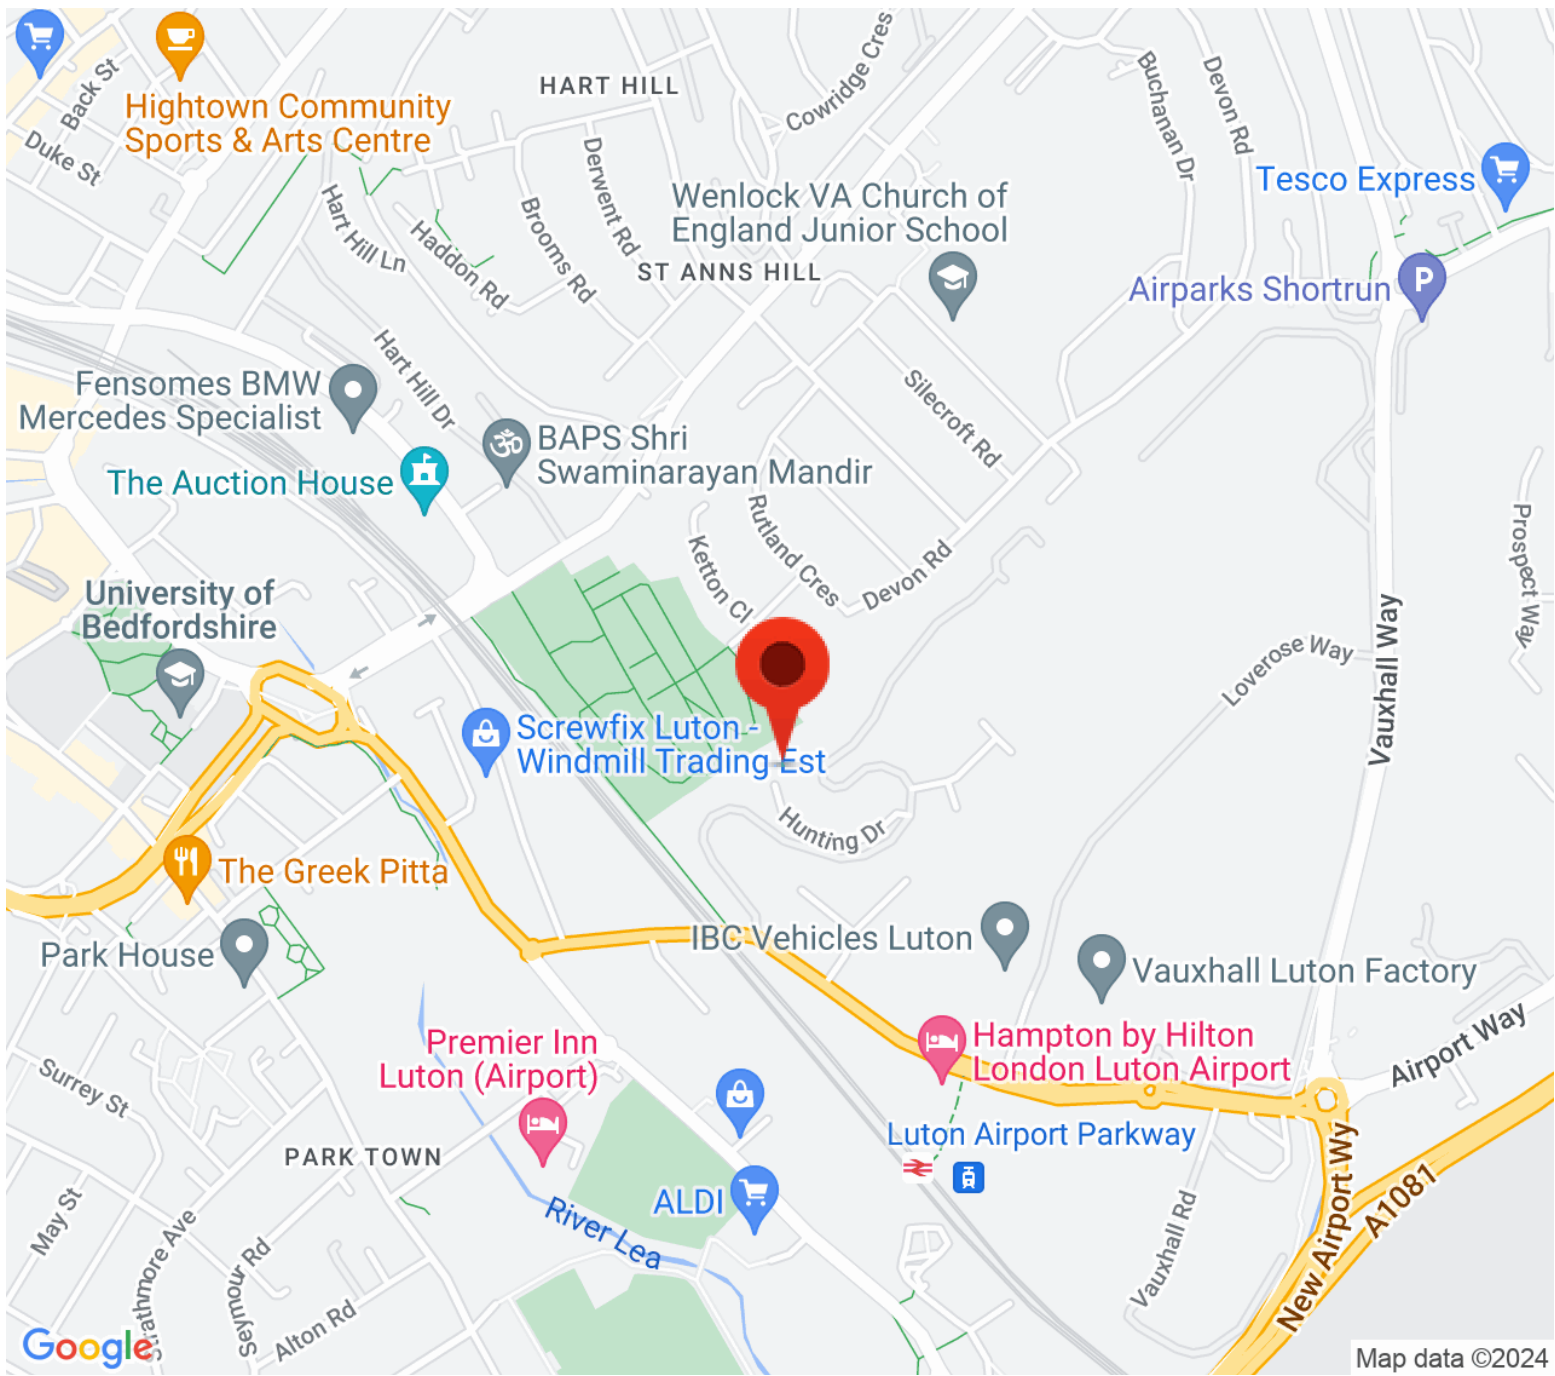 HART HILL
Cowridge Cres
Buchanan Dr
Devon Rd
Back St
Duke St
Hightown Community
Sports & Arts Centre
Derwent Rd
Tesco Express
Wenlock VA Church of
England Junior School
Hart Hill Ln
Haddon Rd
Brooms Rd
ST ANNS HILL
Airparks Shortrun
P
Hart Hill Dr
Fensomes BMW
Mercedes Specialist
Silecroft Rd
BAPS Shri
Swaminarayan Mandir
The Auction House
Rutland Cres
Ketton Cl
Devon Rd
Prospect Way
University of
Bedfordshire
Loverose Way
Vauxhall Way
Screwfix Luton -
Windmill Trading Est
Hunting Dr
The Greek Pitta
Park House
IBC Vehicles Luton
Vauxhall Luton Factory
Premier Inn
Luton (Airport)
Hampton by Hilton
London Luton Airport
Airport Way
Surrey St
Luton Airport Parkway
PARK TOWN
New Airport Wy
A1081
May St
Strathmore Ave
Seymour Rd
Alton Rd
ALDI
River Lea
Vauxhall Rd
Google
Map data ©2024